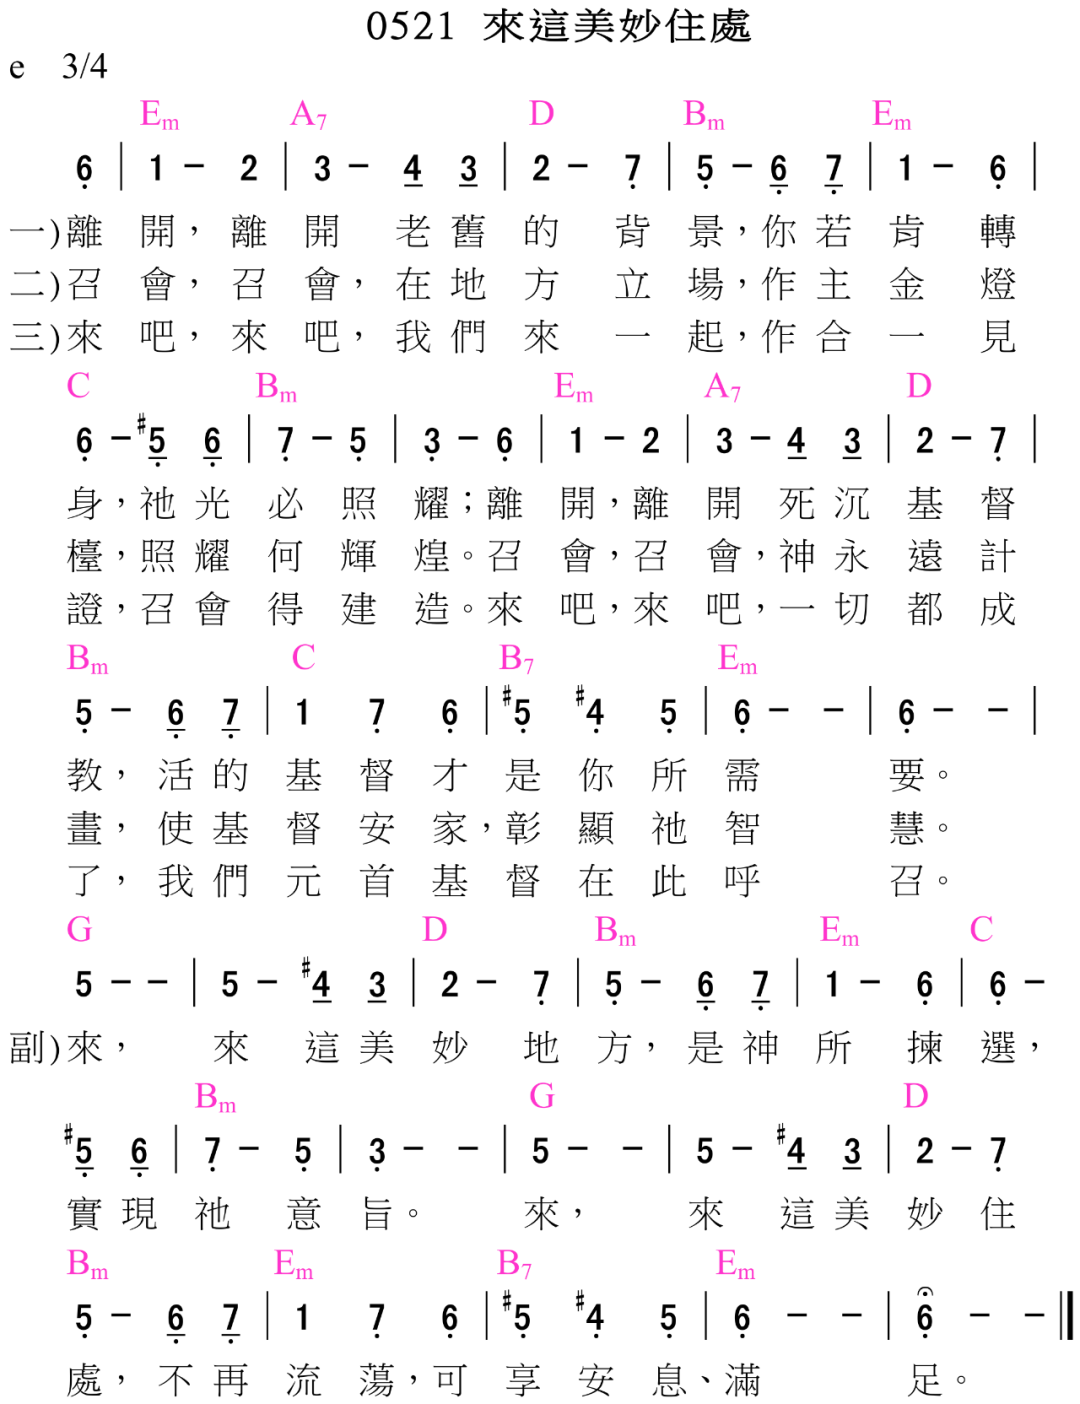 0521 來這美妙住處
e 3/4
Em A7 D Bm Em
6 | 1 - 2 | 3 - 4 3 | 2 - 7 | 5 - 6 7 | 1 - 6 |
一)離 開，離 開 老 舊 的 背 景，你 若 肯 轉
二)召 會，召 會，在 地 方 立 場，作 主 金 燈
三)來 吧，來 吧，我 們 來 一 起，作 合 一 見
C Bm Em A7 D
6 - #5 6 | 7 - 5 | 3 - 6 | 1 - 2 | 3 - 4 3 | 2 - 7 |
身，祂 光 必 照 耀；離 開，離 開 死 沉 基 督
檯，照 耀 何 輝 煌。召 會，召 會，神 永 遠 計
證，召 會 得 建 造。來 吧，來 吧，一 切 都 成
Bm C B7 Em
5 - 6 7 | 1 7 6 | #5 #4 5 | 6 - - | 6 - - |
教，活 的 基 督 才 是 你 所 需 要。
畫，使 基 督 安 家，彰 顯 祂 智 慧。
了，我 們 元 首 基 督 在 此 呼 召。
G D Bm Em C
5 - - | 5 - #4 3 | 2 - 7 | 5 - 6 7 | 1 - 6 | 6 -
副)來， 來 這 美 妙 地 方，是 神 所 揀 選，
Bm G D
#5 6 | 7 - 5 | 3 - - | 5 - - | 5 - #4 3 | 2 - 7
實 現 祂 意 旨。 來， 來 這 美 妙 住
Bm Em B7 Em
5 - 6 7 | 1 7 6 | #5 #4 5 | 6 - - | 6 - - ||
處，不 再 流 蕩，可 享 安 息、滿 足。